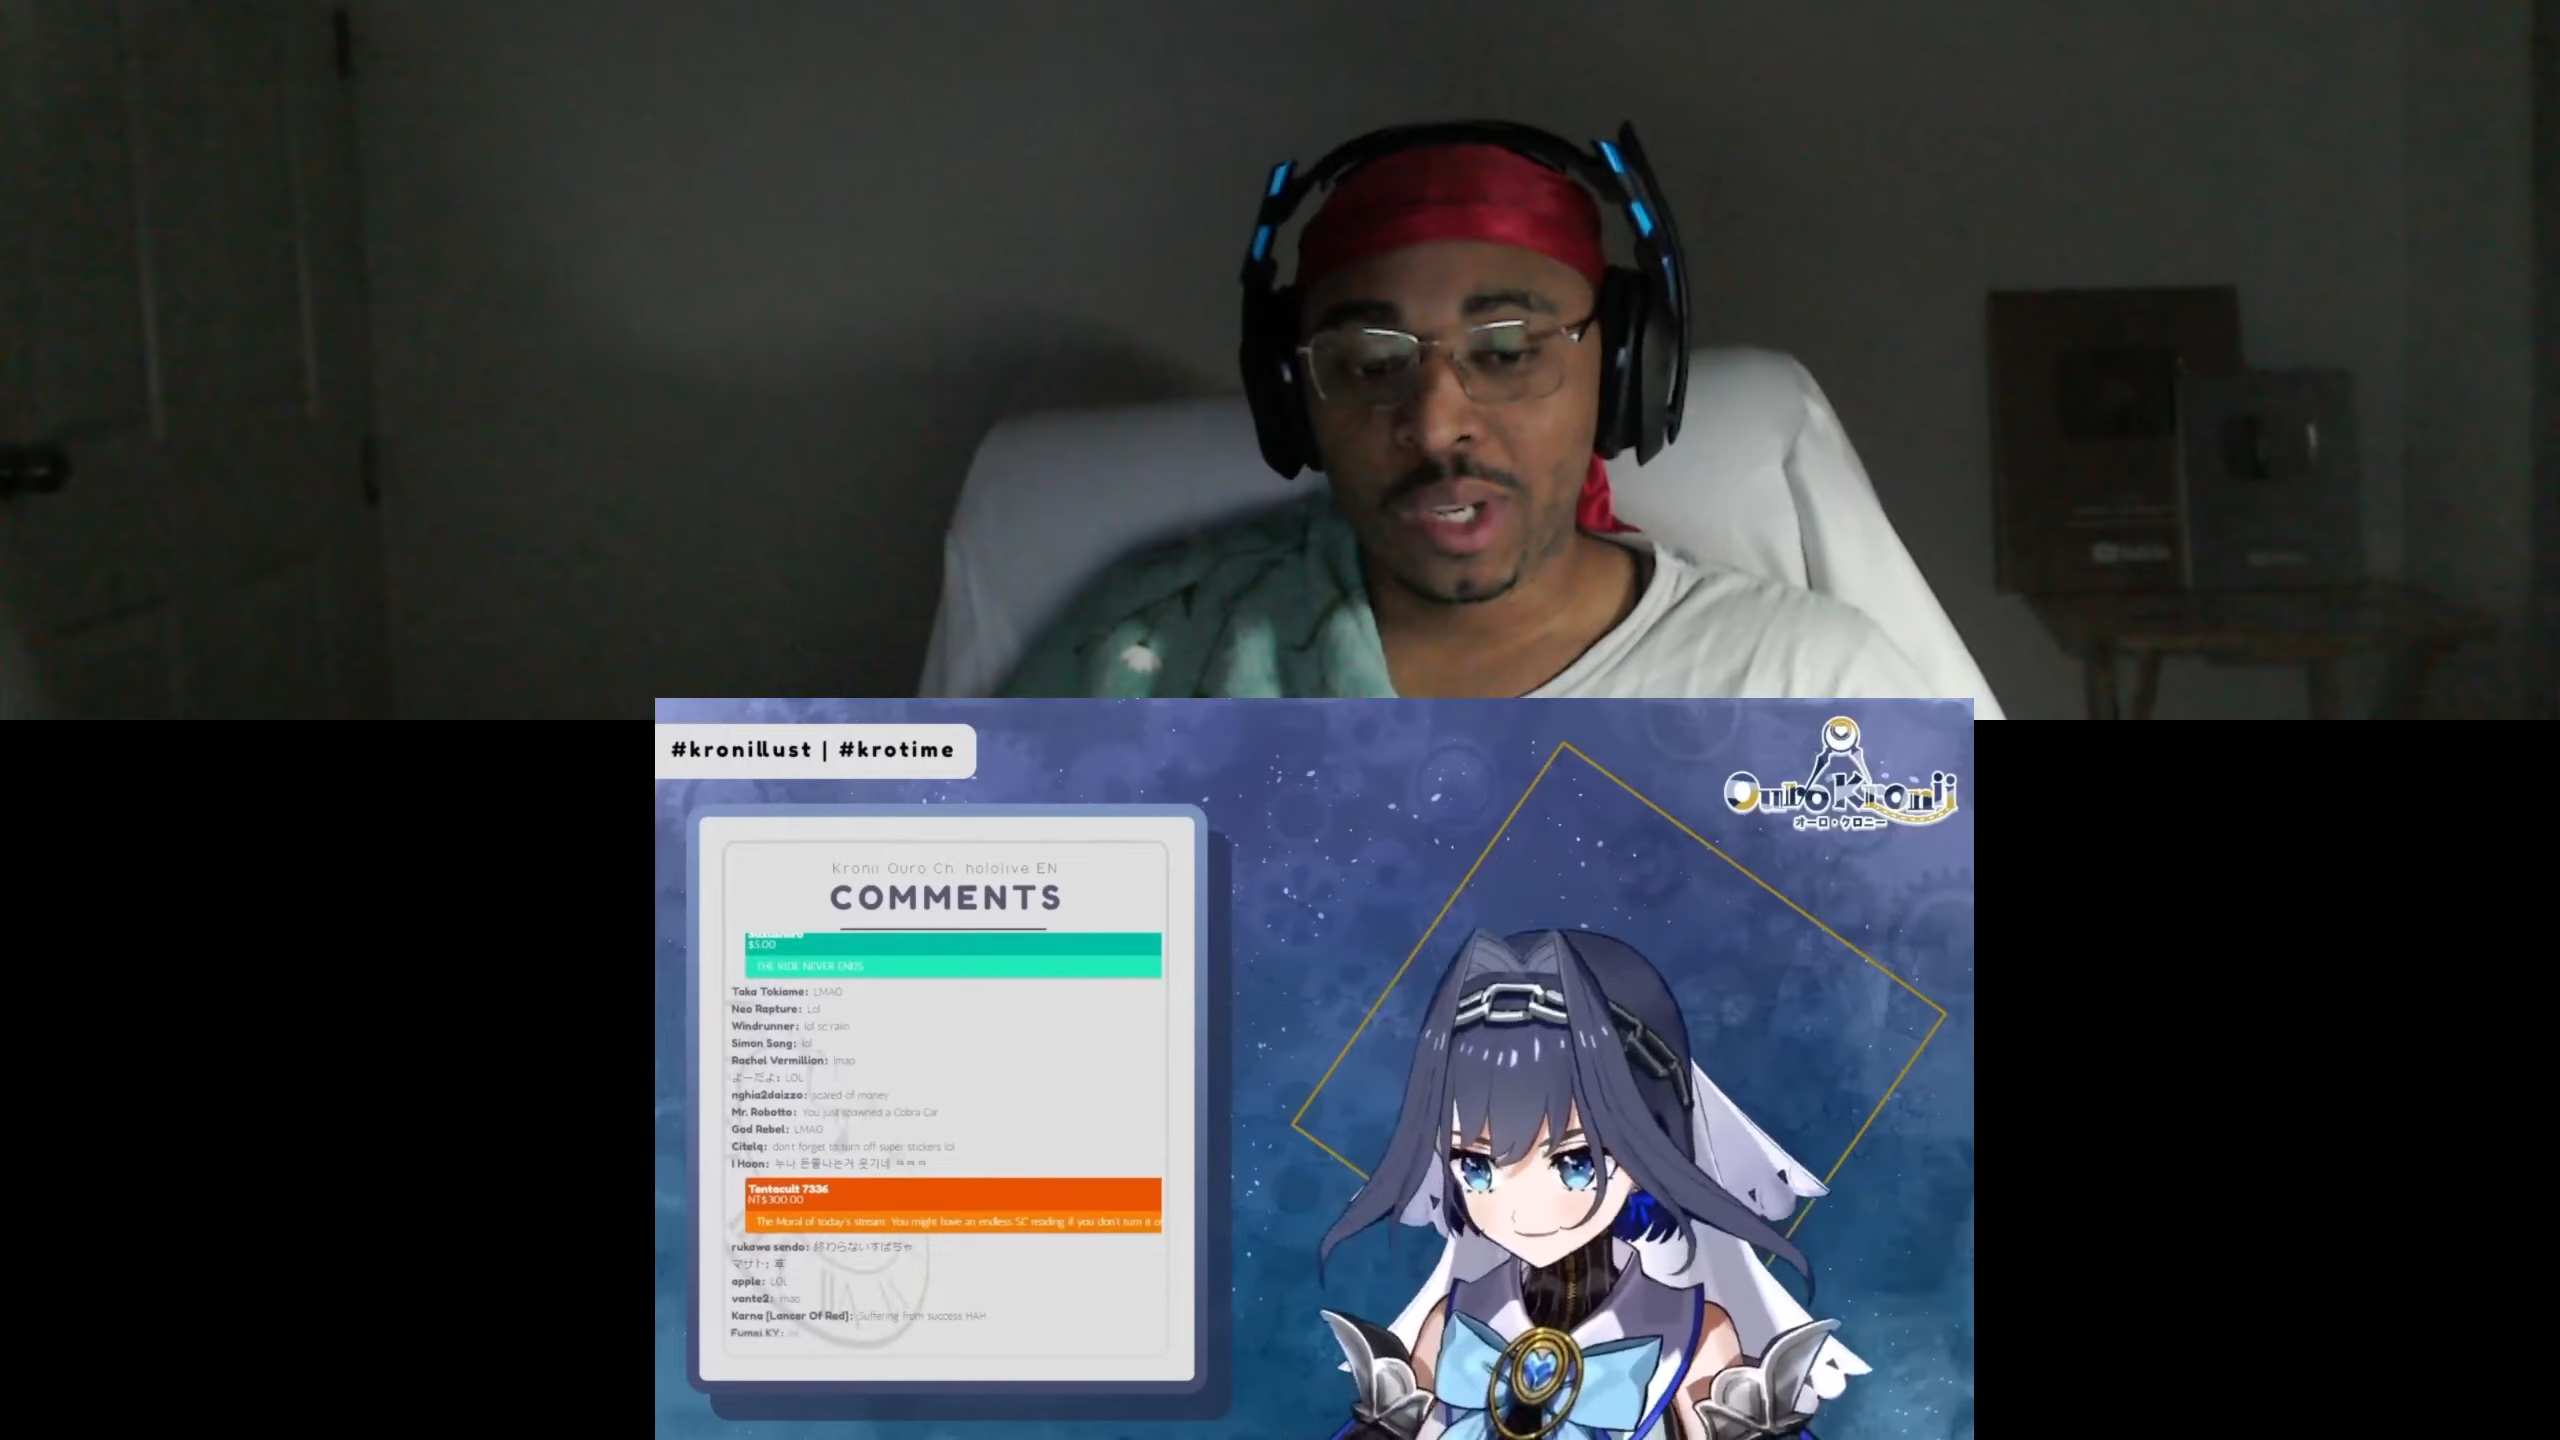 #kronillust | #krotime
Ouro Kronii
オーロ・クロニー
Kronii Ouro Ch. hololive EN
COMMENTS
$5.00
THE RIDE NEVER ENDS
Taka Tokiame: LMAO
Neo Rapture: Lol
Windrunner: lol sc rain
Simon Song: lol
Rachel Vermillion: lmao
よーだよ: LOL
nghia2daizzo: scared of money
Mr. Robotto: You just spawned a Cobra Car
God Rebel: LMAO
Citelq: don't forget to turn off super stickers lol
I Hoon: 누나 돈쭐나는거 웃기네 ㅋㅋㅋ
Tentacult 7336
NT$300.00
The Moral of today's stream: You might have an endless SC reading if you don't turn it o
rukawa sendo: 終わらないすぱちゃ
マサト: 草
apple: LOL
vante2: lmao
Karna [Lancer Of Red]: Suffering from success HAH
Fumei KY: